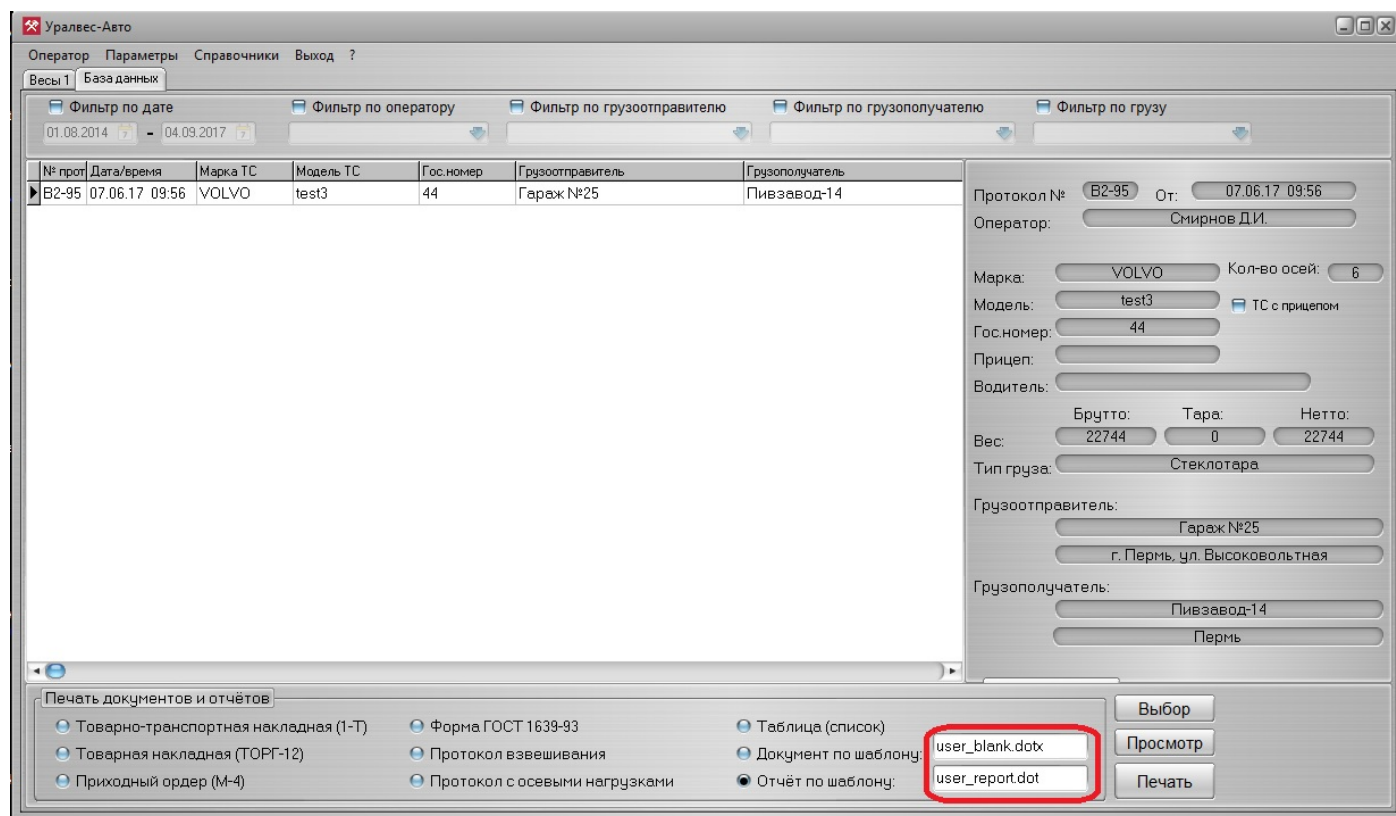 Уралвес-Авто
Оператор Параметры Справочники Выход ?
Весы 1 База данных
Фильтр по дате Фильтр по оператору Фильтр по грузоотправителю Фильтр по грузополучателю Фильтр по грузу
01.08.2014 - 04.09.2017
№ прот Дата/время Марка ТС Модель ТС Гос.номер Грузоотправитель Грузополучатель
В2-95 07.06.17 09:56 VOLVO test3 44 Гараж №25 Пивзавод-14
Протокол № В2-95 От: 07.06.17 09:56
Оператор: Смирнов Д.И.
Марка: VOLVO Кол-во осей: 6
Модель: test3 ТС с прицепом
Гос.номер: 44
Прицеп:
Водитель:
Брутто: Тара: Нетто:
Вес: 22744 0 22744
Тип груза: Стеклотара
Грузоотправитель:
Гараж №25
г. Пермь, ул. Высоковольтная
Грузополучатель:
Пивзавод-14
Пермь
Печать документов и отчётов
Товарно-транспортная накладная (1-Т) Форма ГОСТ 1639-93 Таблица (список)
Товарная накладная (ТОРГ-12) Протокол взвешивания Документ по шаблону: user_blank.dotx
Приходный ордер (М-4) Протокол с осевыми нагрузками Отчёт по шаблону: user_report.dot
Выбор
Просмотр
Печать